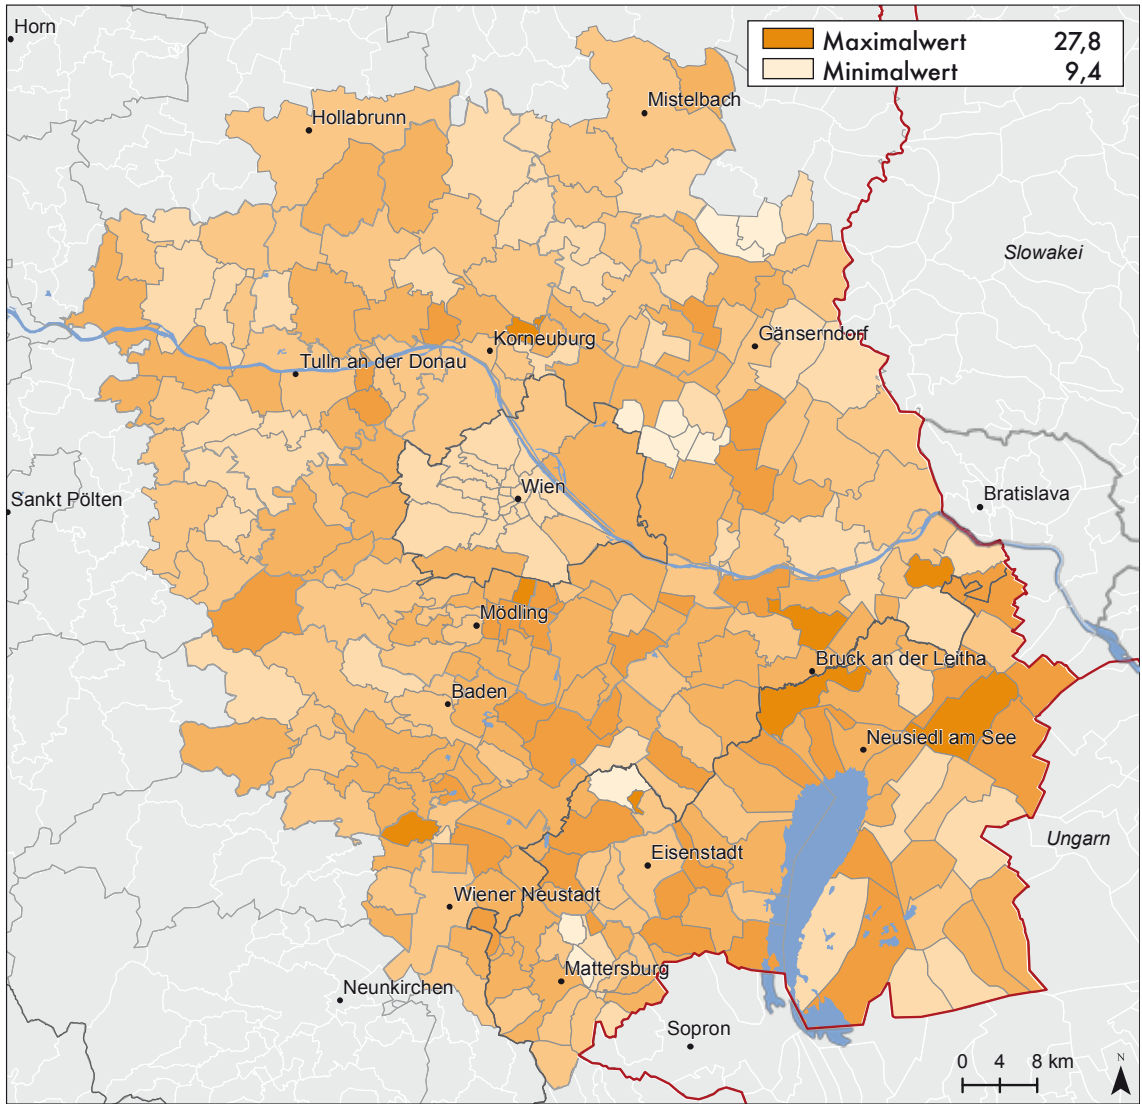 Horn
Maximalwert 27,8
Minimalwert 9,4
Mistelbach
Hollabrunn
Slowakei
Gänserndorf
Korneuburg
Tulln an der Donau
Wien
Bratislava
Sankt Pölten
Mödling
Bruck an der Leitha
Baden
Neusiedl am See
Ungarn
Eisenstadt
Wiener Neustadt
Mattersburg
Neunkirchen
Sopron
0 4 8 km
N